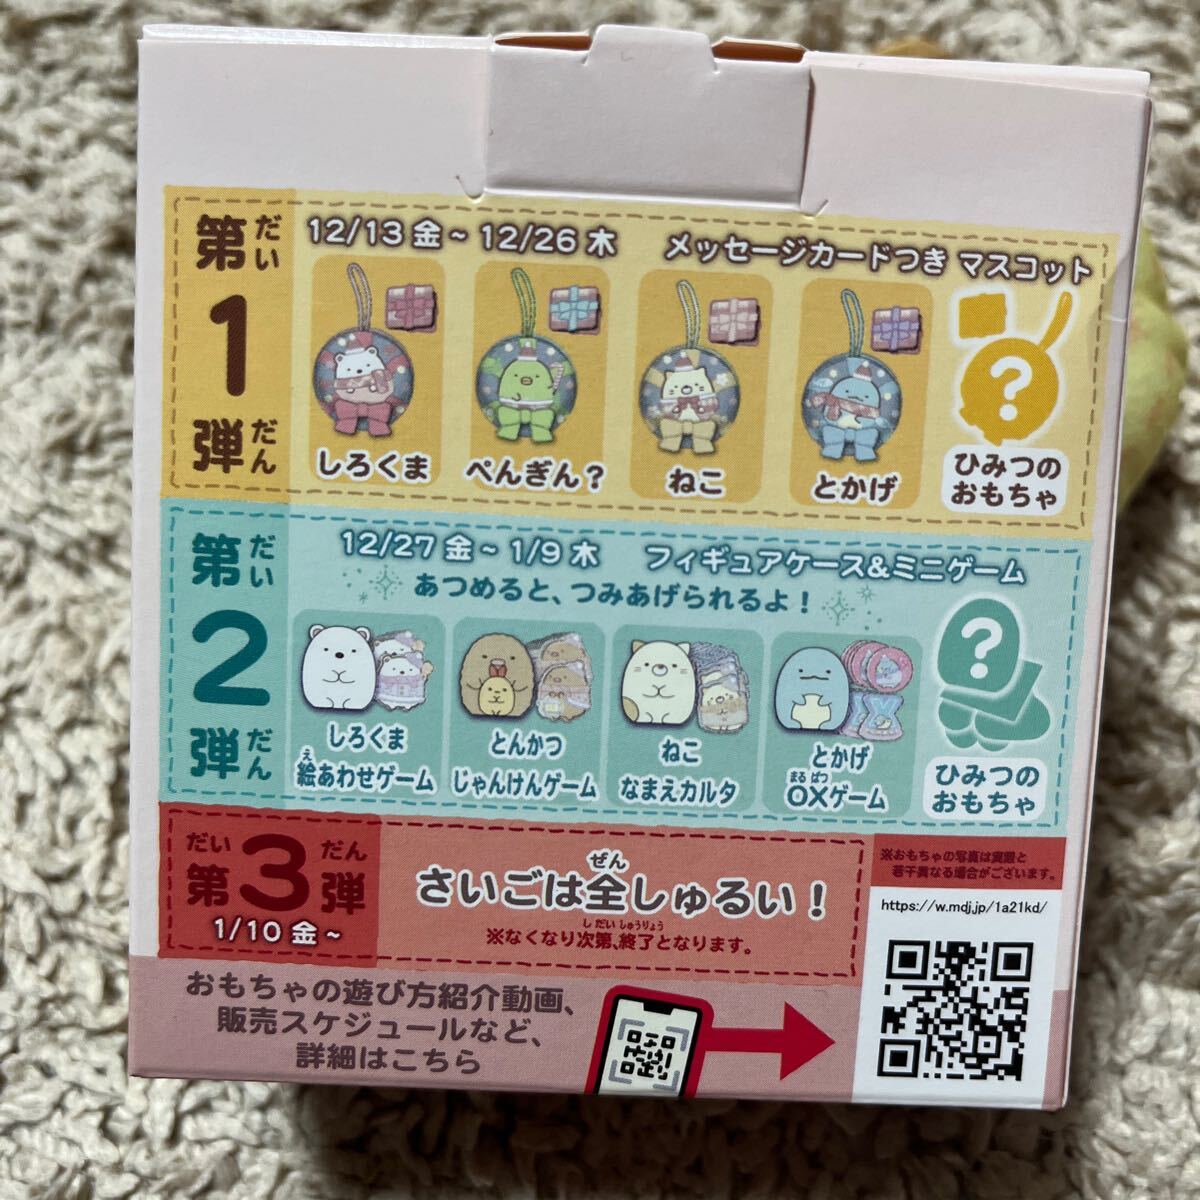 第1弾
だい
だん
12/13 金～12/26 木 メッセージカードつき マスコット
しろくま
ぺんぎん？
ねこ
とかげ
?
ひみつの
おもちゃ
第2弾
だい
だん
12/27 金～1/9 木 フィギュアケース&ミニゲーム
あつめると、つみあげられるよ！
しろくま
え
絵あわせゲーム
とんかつ
じゃんけんゲーム
ねこ
なまえカルタ
とかげ
まる ばつ
OXゲーム
?
ひみつの
おもちゃ
だい だん
第3弾
1/10 金～
ぜん
さいごは全しゅるい！
しだい しゅうりょう
※なくなり次第、終了となります。
※おもちゃの写真は実際と
若干異なる場合がございます。
https://w.mdj.jp/1a21kd/
おもちゃの遊び方紹介動画、
販売スケジュールなど、
詳細はこちら